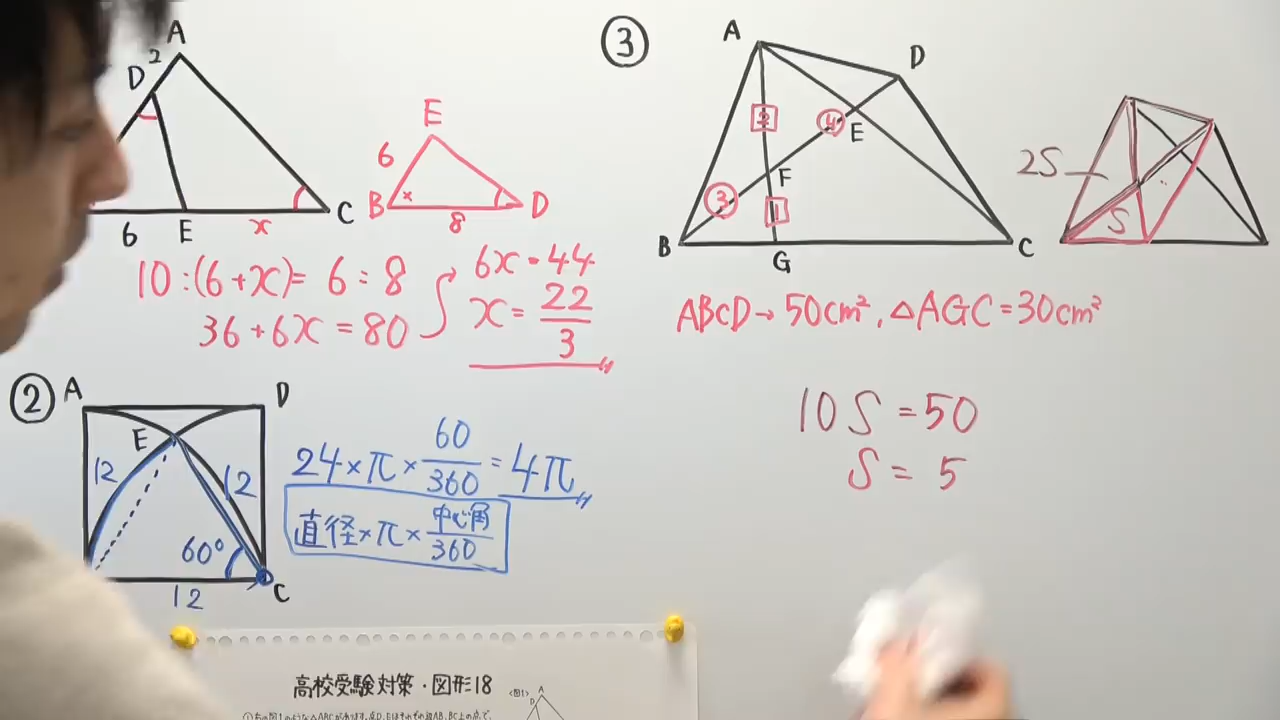 A
2
D
6
E
x
C
E
6
B
x
8
D
10:(6+x)=6:8
36+6x=80
6x=44
x=22/3
②
A
D
E
12
12
60°
12
C
24×π×60/360=4π
直径×π×中心角/360
③
A
D
2
4
E
F
3
1
B
G
C
2S
S
ABCD→50cm²,△AGC=30cm²
10S=50
S=5
高校受験対策・図形18